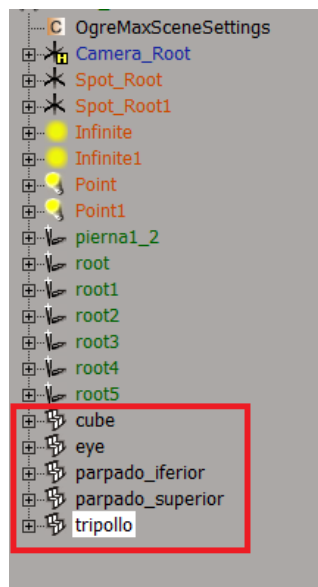 C OgreMaxSceneSettings
Camera_Root
Spot_Root
Spot_Root1
Infinite
Infinite1
Point
Point1
pierna1_2
root
root1
root2
root3
root4
root5
cube
eye
parpado_iferior
parpado_superior
tripollo